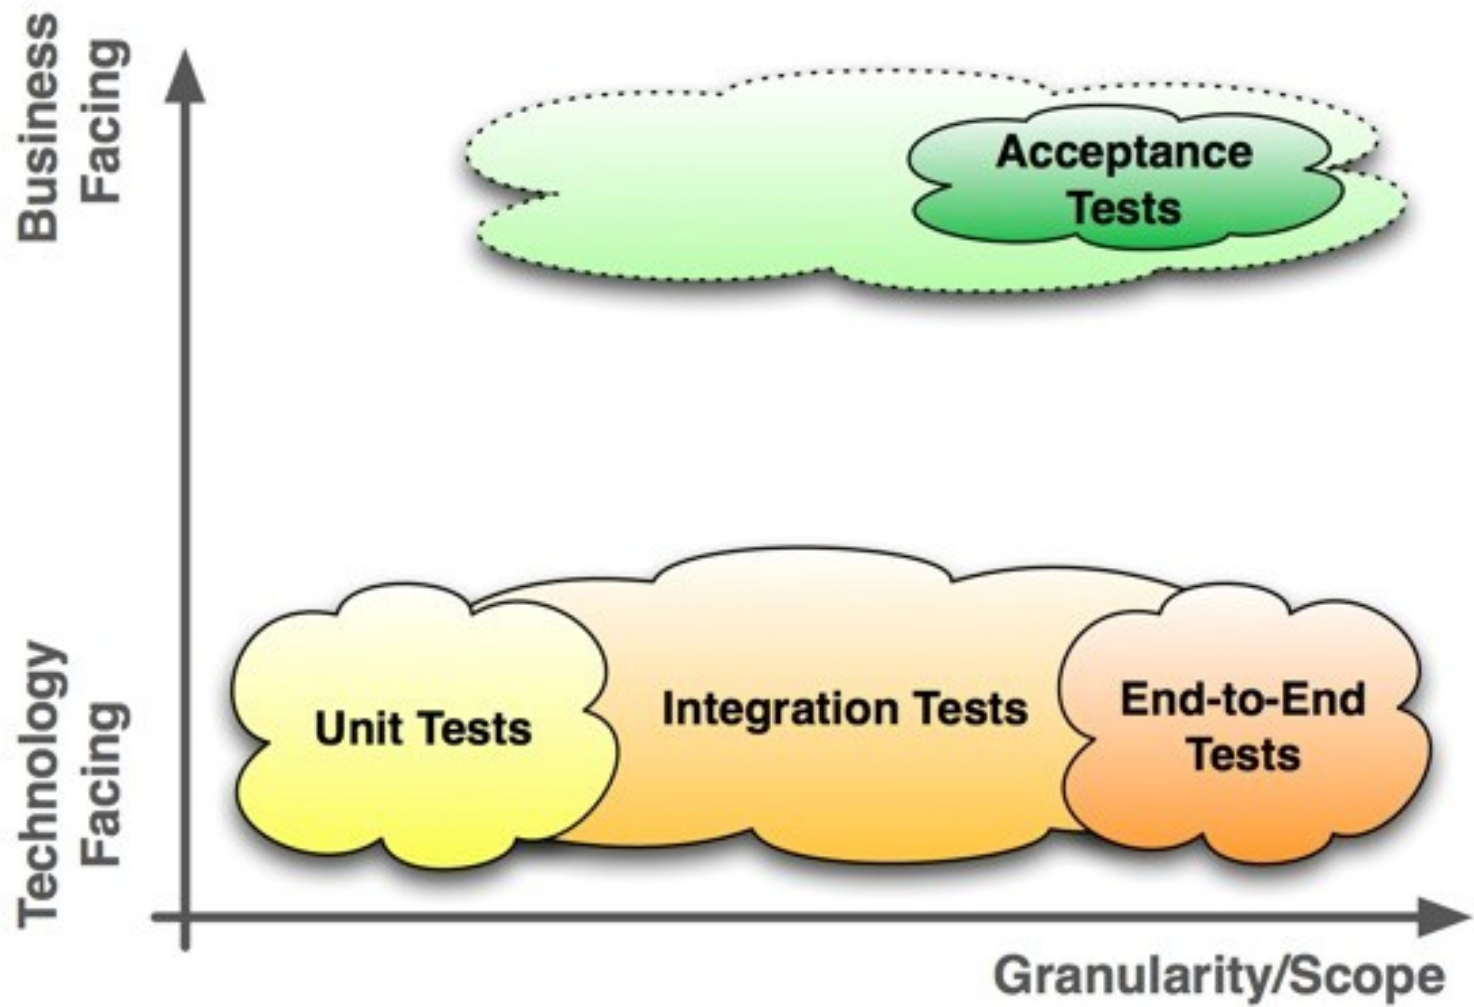 Business
Facing
Acceptance
Tests
Unit Tests
Integration Tests
End-to-End
Tests
Technology
Facing
Granularity/Scope